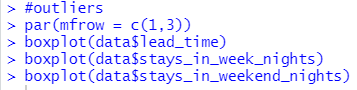 > #outliers
> par(mfrow = c(1,3))
> boxplot(data$lead_time)
> boxplot(data$stays_in_week_nights)
> boxplot(data$stays_in_weekend_nights)